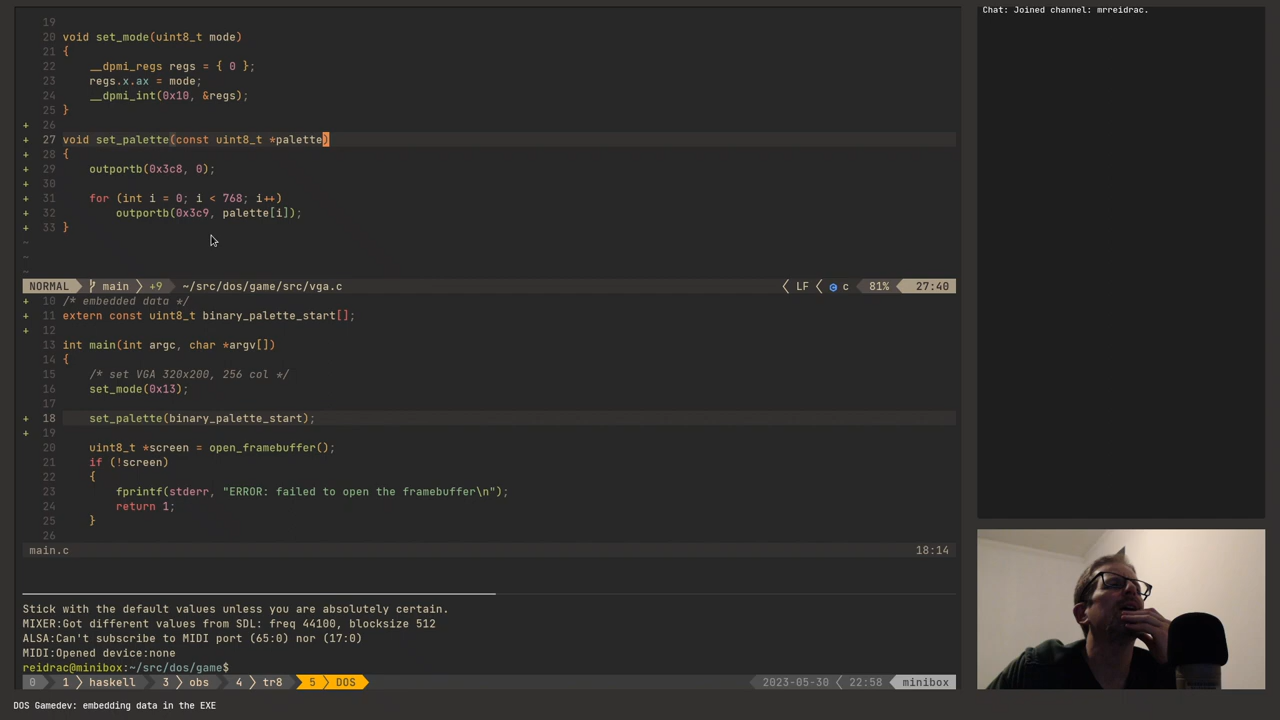 19
20 void set_mode(uint8_t mode)
21 {
22     __dpmi_regs regs = { 0 };
23     regs.x.ax = mode;
24     __dpmi_int(0x10, &regs);
25 }
+ 26
+ 27 void set_palette(const uint8_t *palette)
+ 28 {
+ 29     outportb(0x3c8, 0);
+ 30
+ 31     for (int i = 0; i < 768; i++)
+ 32         outportb(0x3c9, palette[i]);
+ 33 }
~
~
~
NORMAL main +9 ~/src/dos/game/src/vga.c LF c 81% 27:40
+ 10 /* embedded data */
+ 11 extern const uint8_t binary_palette_start[];
+ 12
13 int main(int argc, char *argv[])
14 {
15     /* set VGA 320x200, 256 col */
16     set_mode(0x13);
17
+ 18     set_palette(binary_palette_start);
+ 19
20     uint8_t *screen = open_framebuffer();
21     if (!screen)
22     {
23         fprintf(stderr, "ERROR: failed to open the framebuffer\n");
24         return 1;
25     }
26
main.c 18:14
Stick with the default values unless you are absolutely certain.
MIXER:Got different values from SDL: freq 44100, blocksize 512
ALSA:Can't subscribe to MIDI port (65:0) nor (17:0)
MIDI:Opened device:none
reidrac@minibox:~/src/dos/game$
0 1 haskell 3 obs 4 tr8 5 DOS 2023-05-30 22:58 minibox
DOS Gamedev: embedding data in the EXE
Chat: Joined channel: mrreidrac.